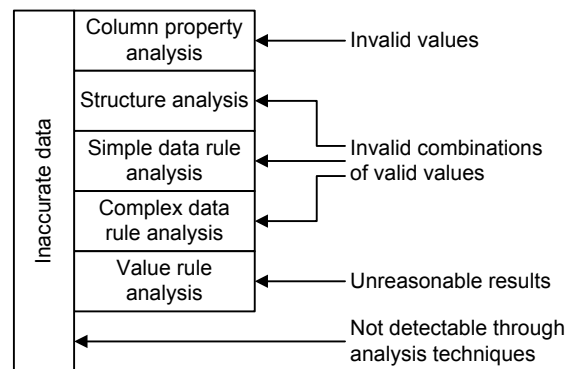 Inaccurate data
Column property
analysis
Structure analysis
Simple data rule
analysis
Complex data
rule analysis
Value rule
analysis
Invalid values
Invalid combinations
of valid values
Unreasonable results
Not detectable through
analysis techniques